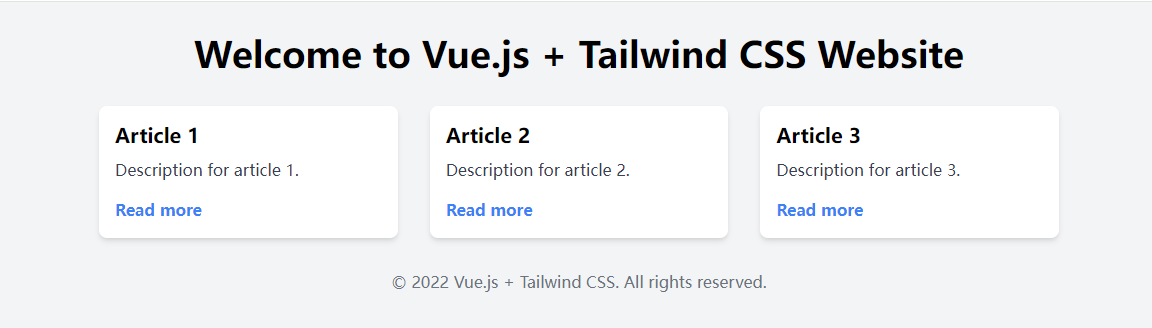 Welcome to Vue.js + Tailwind CSS Website
Article 1
Description for article 1.
Read more
Article 2
Description for article 2.
Read more
Article 3
Description for article 3.
Read more
© 2022 Vue.js + Tailwind CSS. All rights reserved.